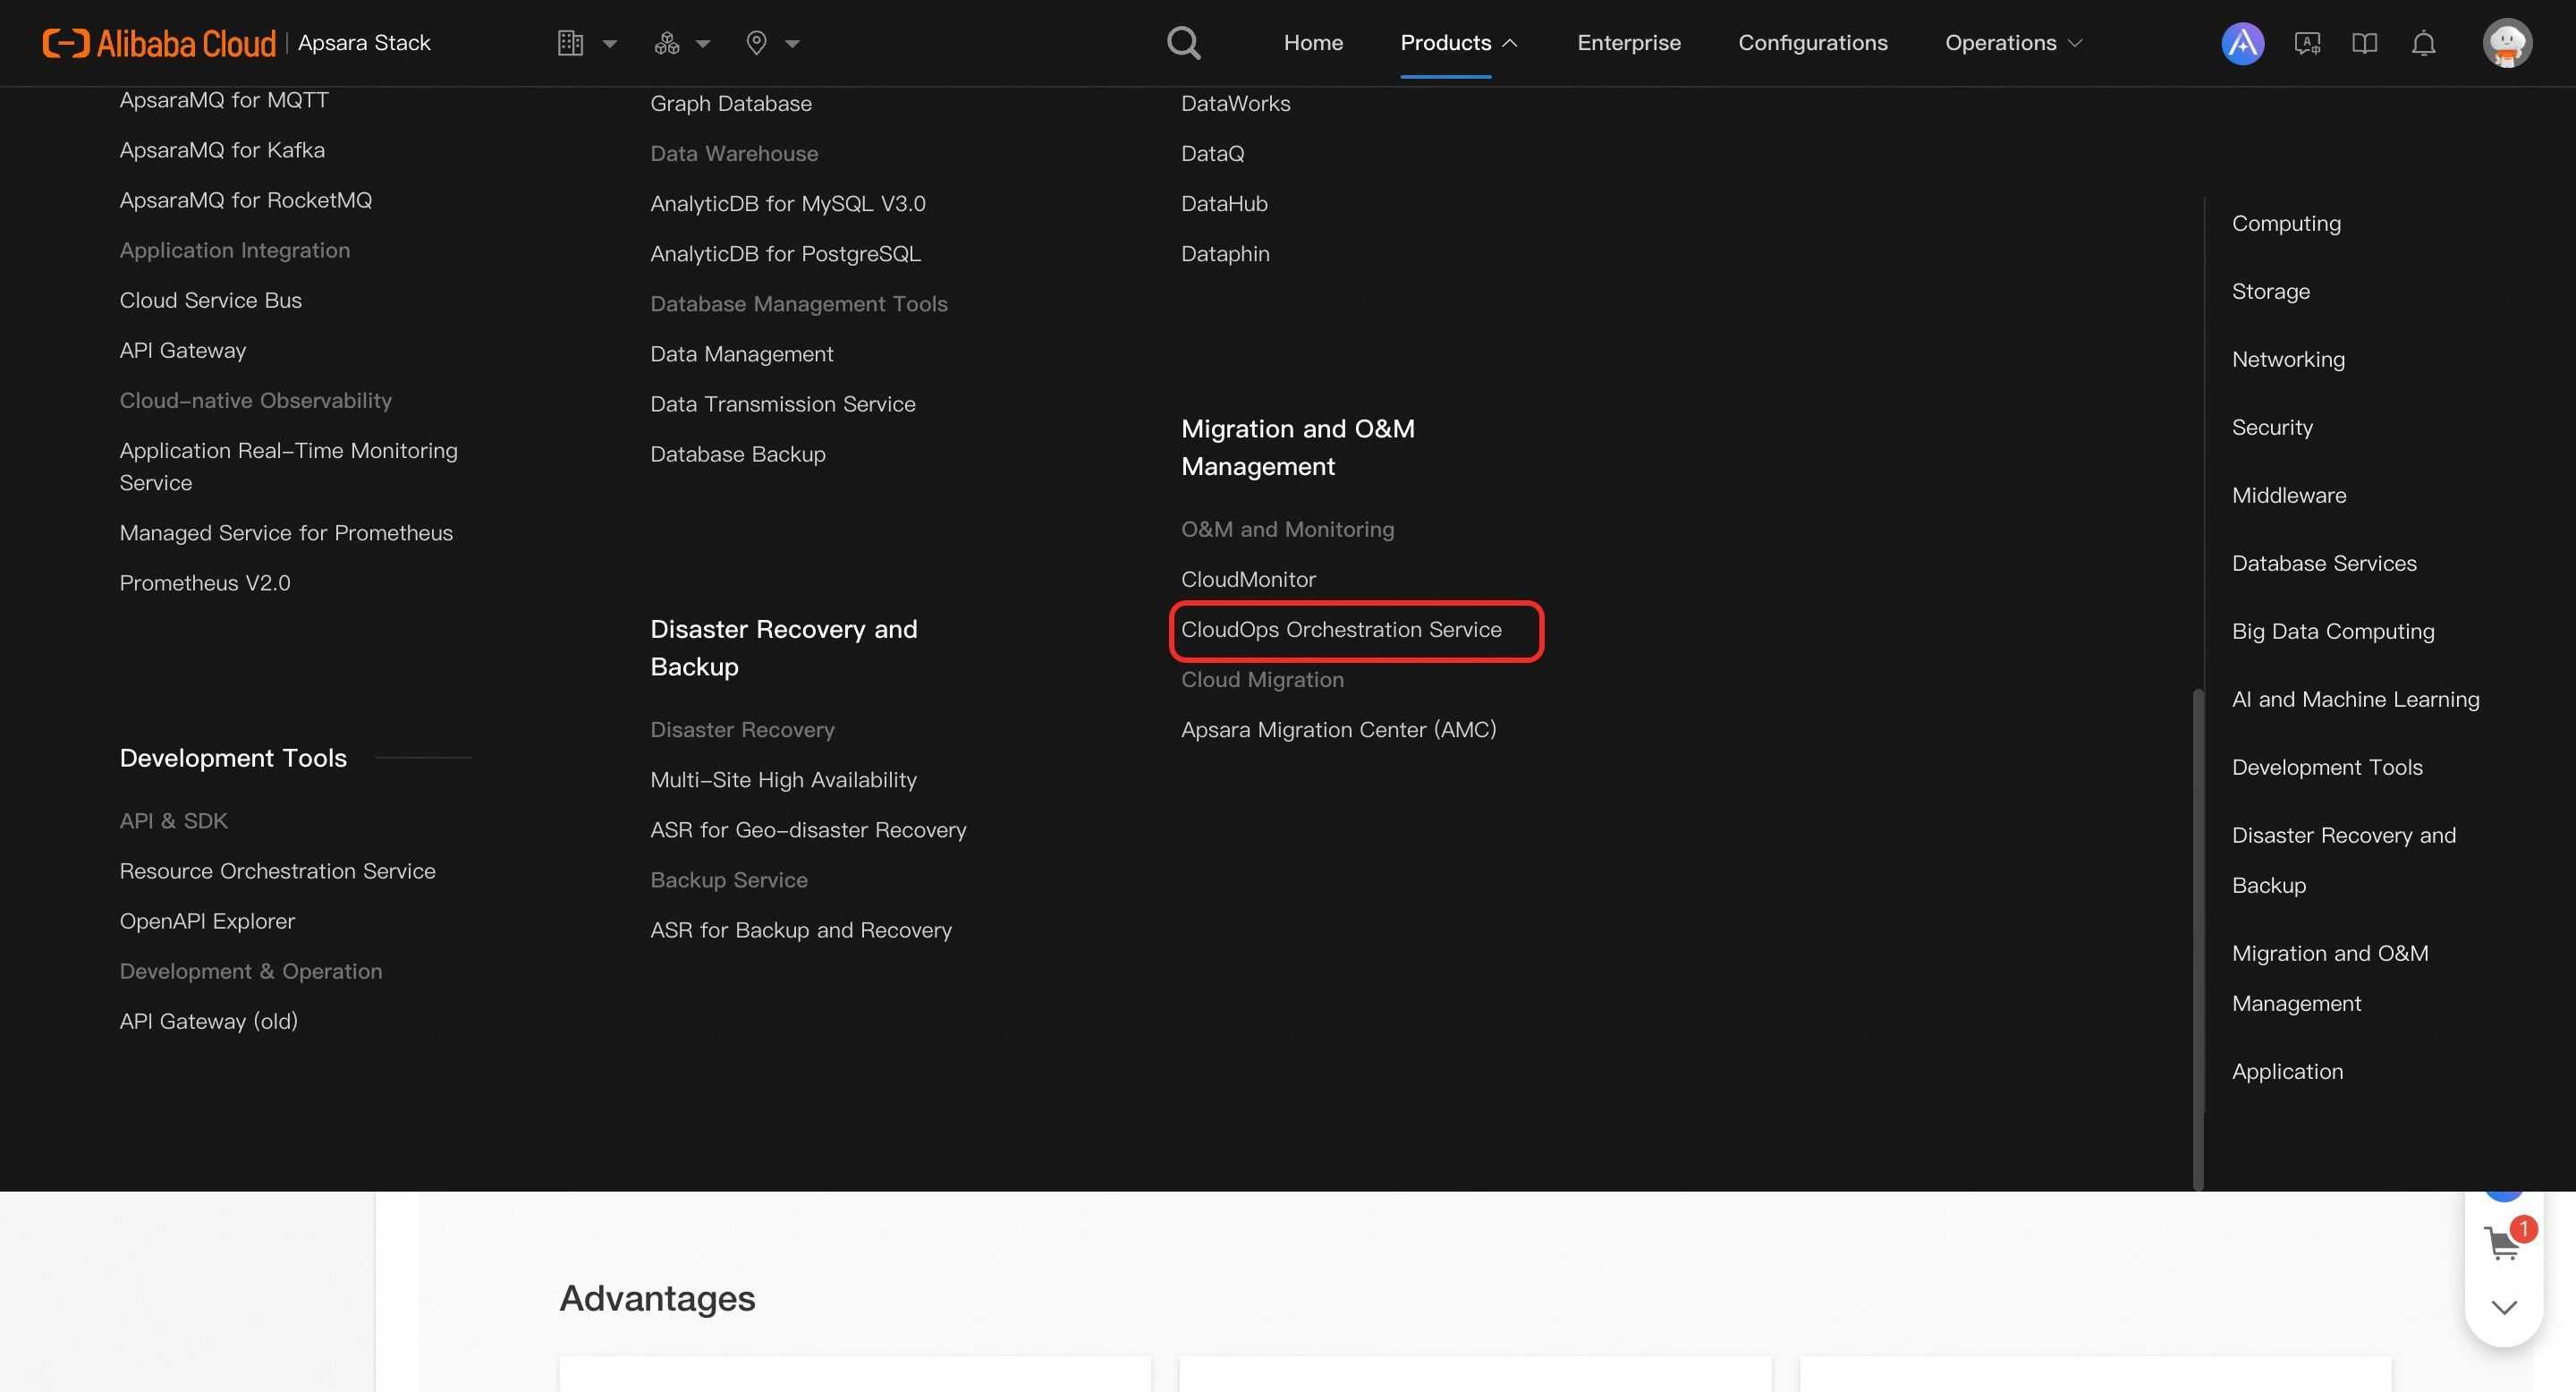 Alibaba Cloud
Apsara Stack
Home
Products
Enterprise
Configurations
Operations
ApsaraMQ for MQTT
ApsaraMQ for Kafka
ApsaraMQ for RocketMQ
Application Integration
Cloud Service Bus
API Gateway
Cloud-native Observability
Application Real-Time Monitoring
Service
Managed Service for Prometheus
Prometheus V2.0
Development Tools
API & SDK
Resource Orchestration Service
OpenAPI Explorer
Development & Operation
API Gateway (old)
Graph Database
Data Warehouse
AnalyticDB for MySQL V3.0
AnalyticDB for PostgreSQL
Database Management Tools
Data Management
Data Transmission Service
Database Backup
Disaster Recovery and
Backup
Disaster Recovery
Multi-Site High Availability
ASR for Geo-disaster Recovery
Backup Service
ASR for Backup and Recovery
DataWorks
DataQ
DataHub
Dataphin
Migration and O&M
Management
O&M and Monitoring
CloudMonitor
CloudOps Orchestration Service
Cloud Migration
Apsara Migration Center (AMC)
Computing
Storage
Networking
Security
Middleware
Database Services
Big Data Computing
AI and Machine Learning
Development Tools
Disaster Recovery and
Backup
Migration and O&M
Management
Application
1
Advantages